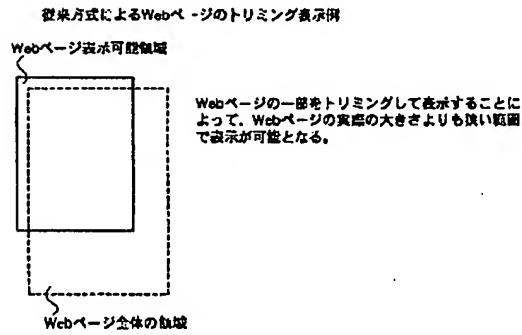 従来方式によるWebページのトリミング表示例
Webページ表示可能領域
Webページの一部をトリミングして表示することに
よって、Webページの実際の大きさよりも狭い範囲
で表示が可能となる。
Webページ全体の領域